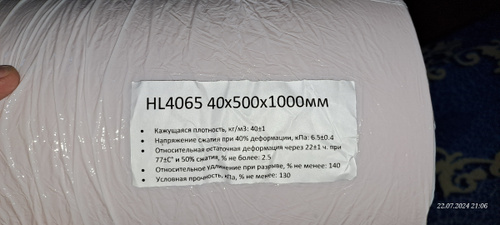 HL4065 40x500x1000мм
• Кажущаяся плотность, кг/м3: 40±1
• Напряжение сжатия при 40% деформации, кПа: 6.5±0.4
• Относительная остаточная деформация при 22±1 ч. при
77±С° и 50% сжатия, % не более: 2.5
• Относительное удлинение при разрыве, % не менее: 140
• Условная прочность, кПа, % не менее: 130
22.07.2024 21:06